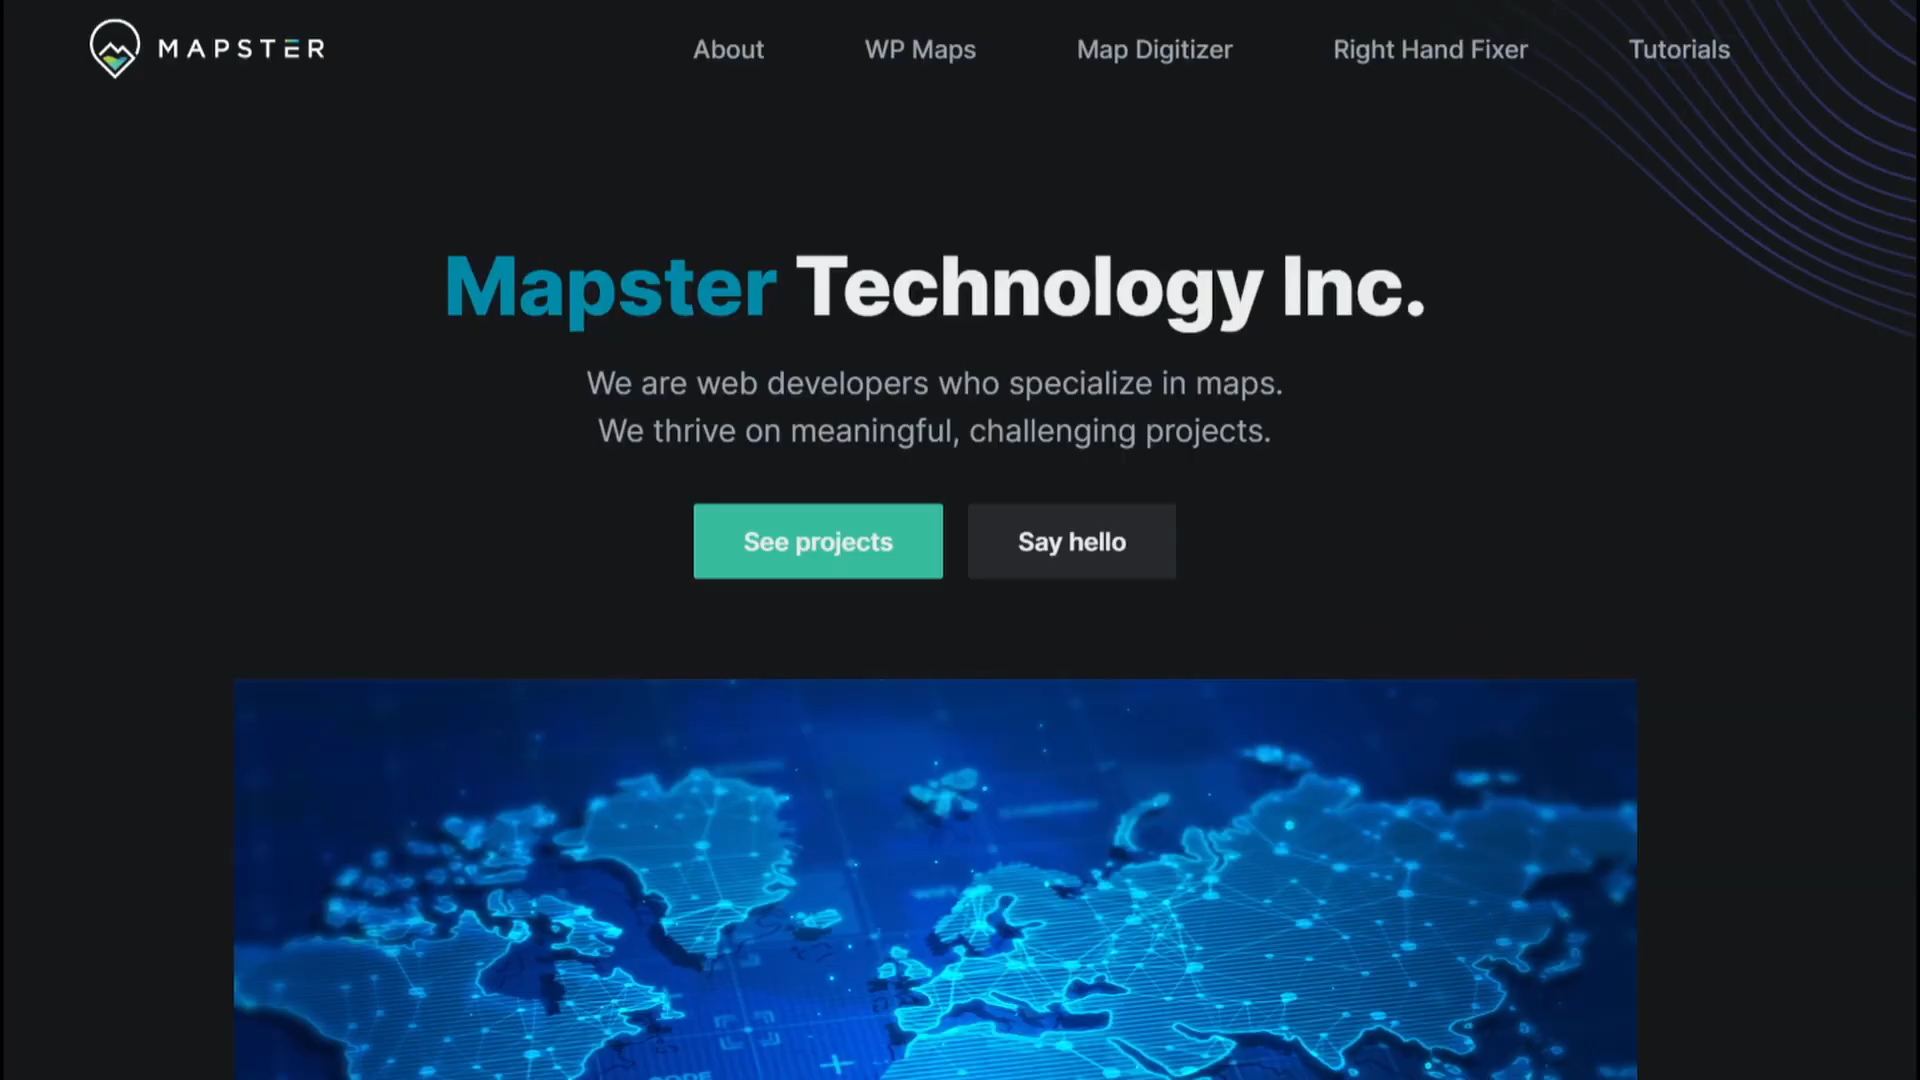 MAPSTER
About
WP Maps
Map Digitizer
Right Hand Fixer
Tutorials
Mapster Technology Inc.
We are web developers who specialize in maps.
We thrive on meaningful, challenging projects.
See projects
Say hello
CODE